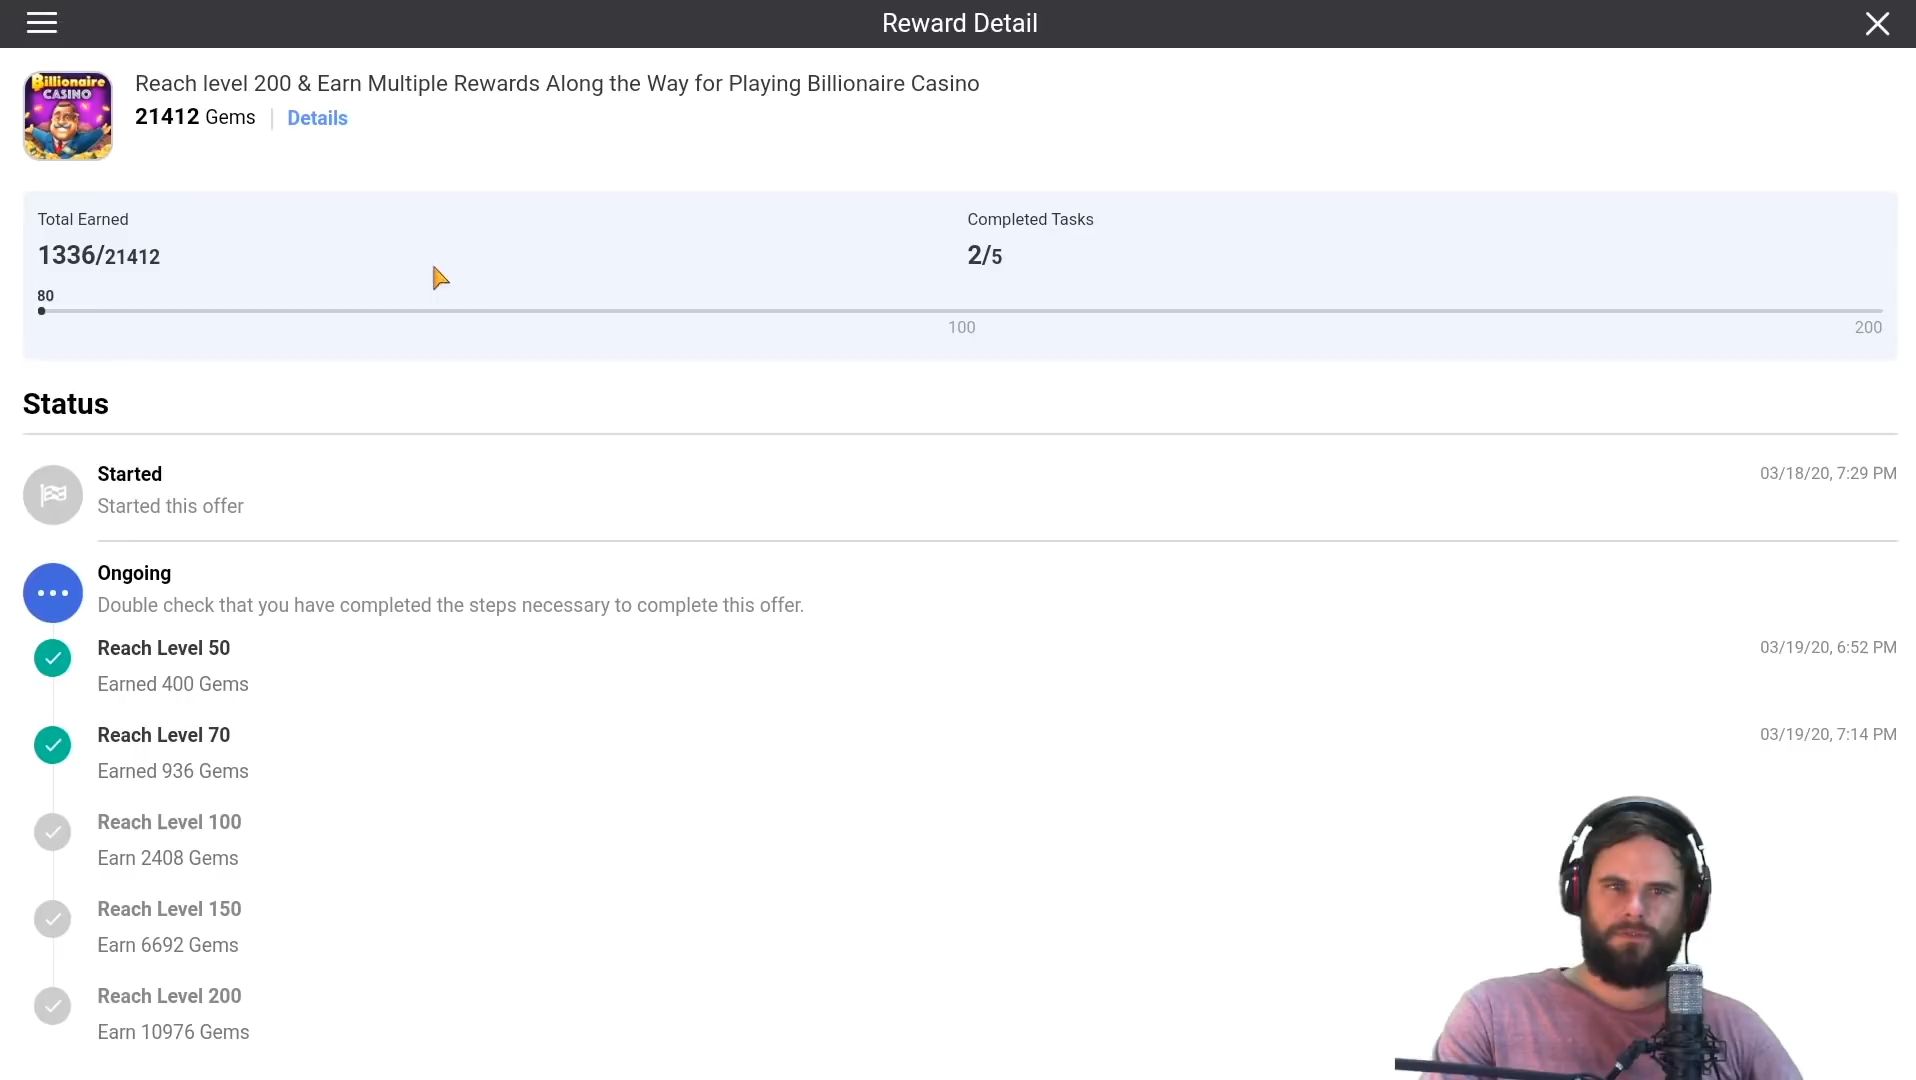 Reward Detail
Billionaire
CASINO
Reach level 200 & Earn Multiple Rewards Along the Way for Playing Billionaire Casino
21412 Gems | Details
Total Earned
1336/21412
Completed Tasks
2/5
80
100
200
Status
Started
03/18/20, 7:29 PM
Started this offer
Ongoing
Double check that you have completed the steps necessary to complete this offer.
Reach Level 50
03/19/20, 6:52 PM
Earned 400 Gems
Reach Level 70
03/19/20, 7:14 PM
Earned 936 Gems
Reach Level 100
Earn 2408 Gems
Reach Level 150
Earn 6692 Gems
Reach Level 200
Earn 10976 Gems